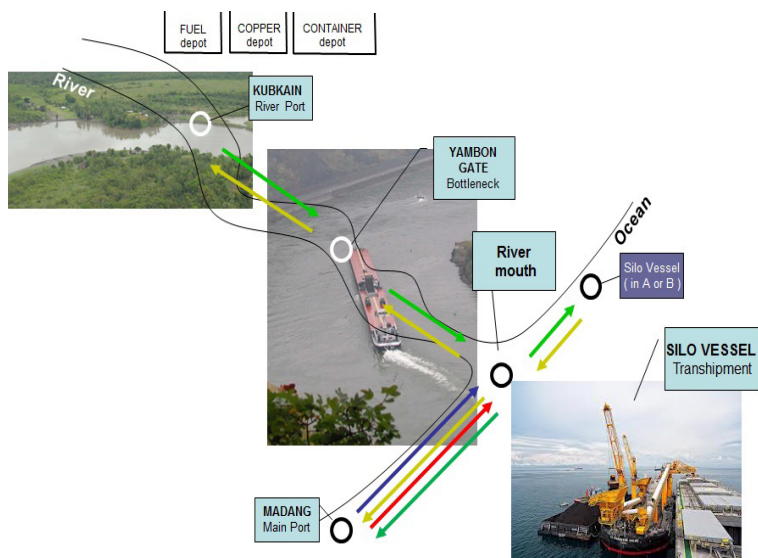 FUEL
depot
COPPER
depot
CONTAINER
depot
River
KUBKAIN
River Port
YAMBON
GATE
Bottleneck
Ocean
River
mouth
Silo Vessel
( in A or B )
SILO VESSEL
Transhipment
MADANG
Main Port